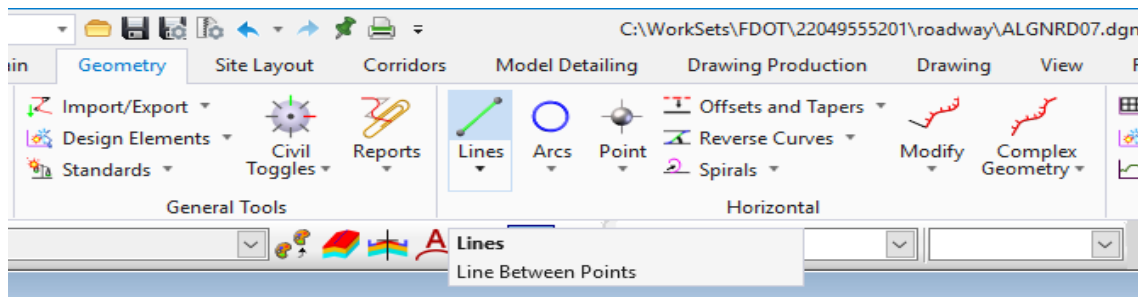 C:\WorkSets\FDOT\22049555201\roadway\ALGNRD07.dgn
Geometry Site Layout Corridors Model Detailing Drawing Production Drawing View
Import/Export
Design Elements
Standards
Civil Toggles
Reports
General Tools
Lines
Arcs
Point
Offsets and Tapers
Reverse Curves
Spirals
Modify
Complex Geometry
Horizontal
Lines
Line Between Points